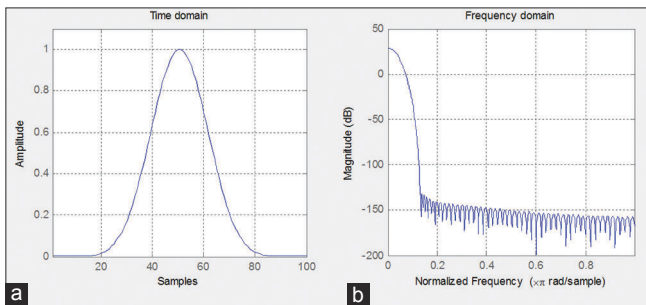 Time domain
1
0.8
0.6
0.4
0.2
0
20
40
60
80
100
Amplitude
Samples
a
Frequency domain
50
0
-50
-100
-150
-200
0
0.2
0.4
0.6
0.8
Magnitude (dB)
Normalized Frequency (×π rad/sample)
b